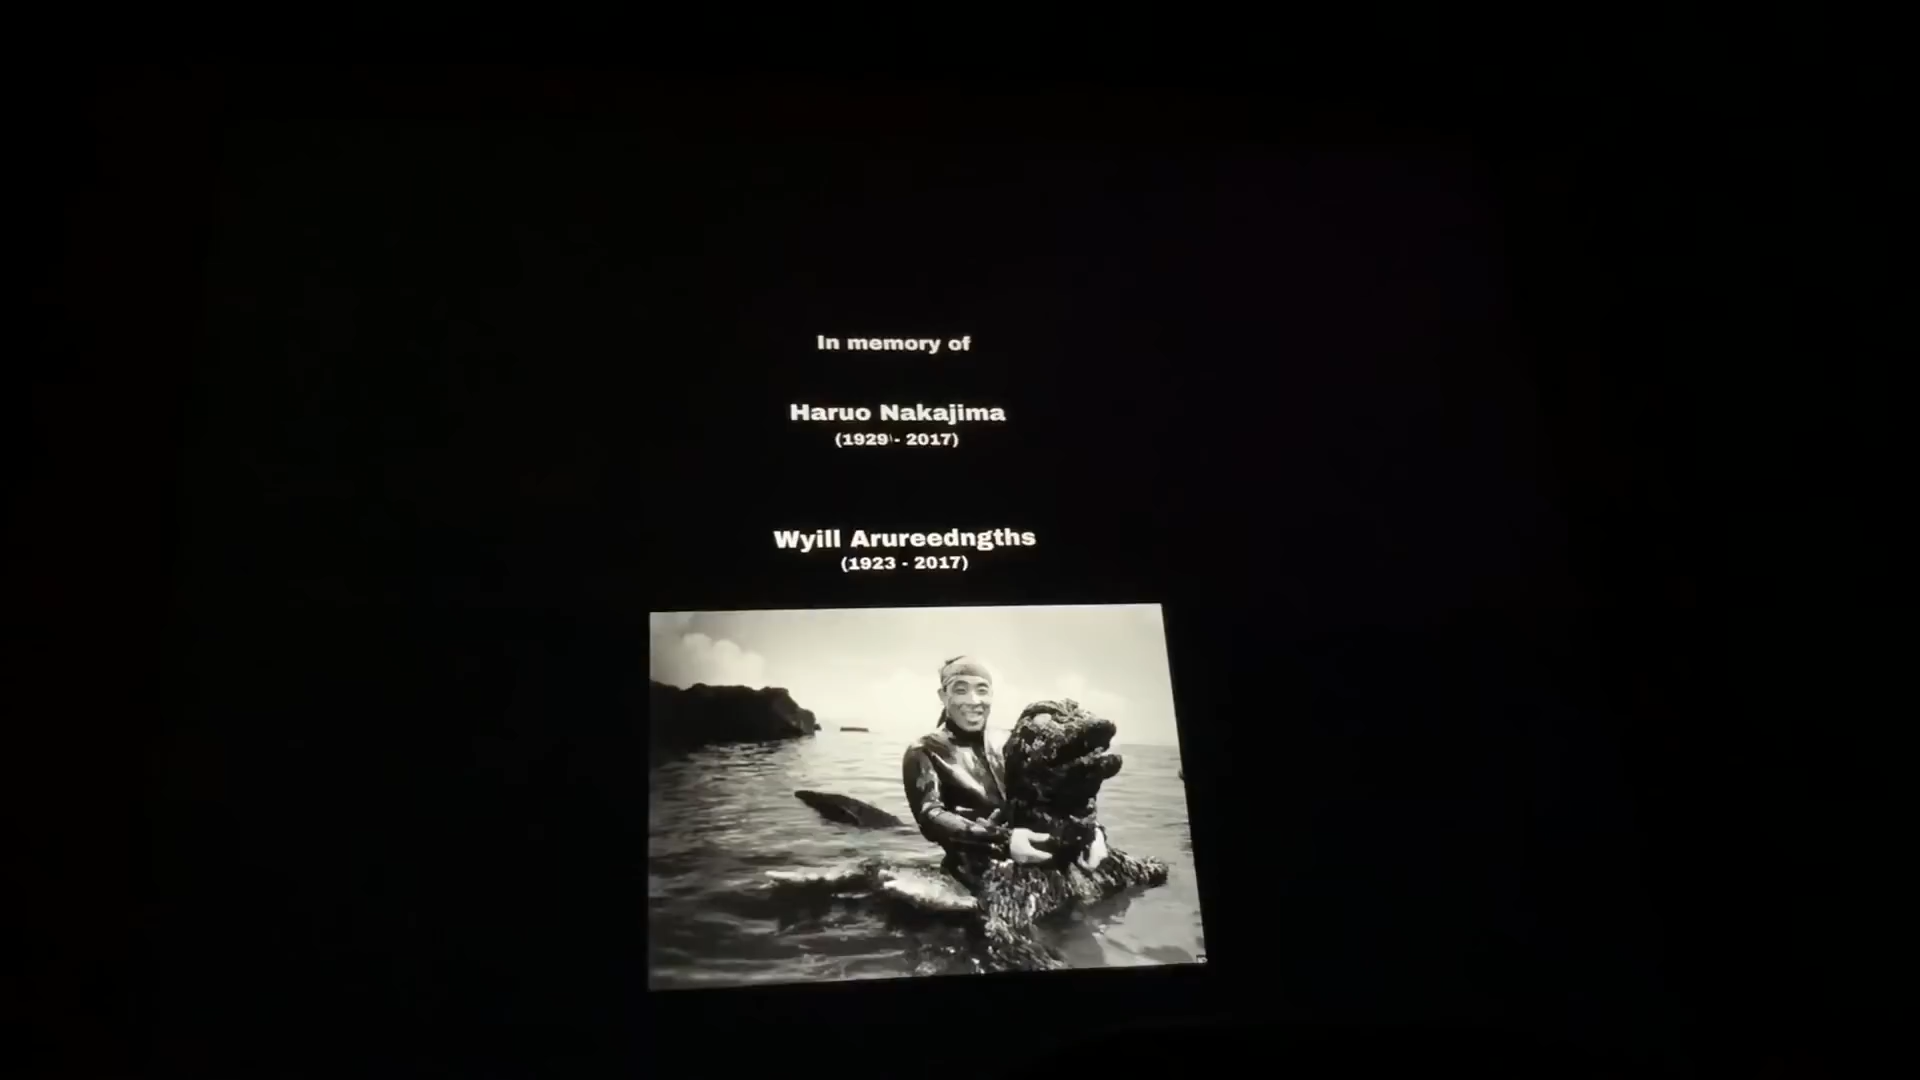 In memory of
Haruo Nakajima
(1929 - 2017)
Wyill Arureedngths
(1923 - 2017)